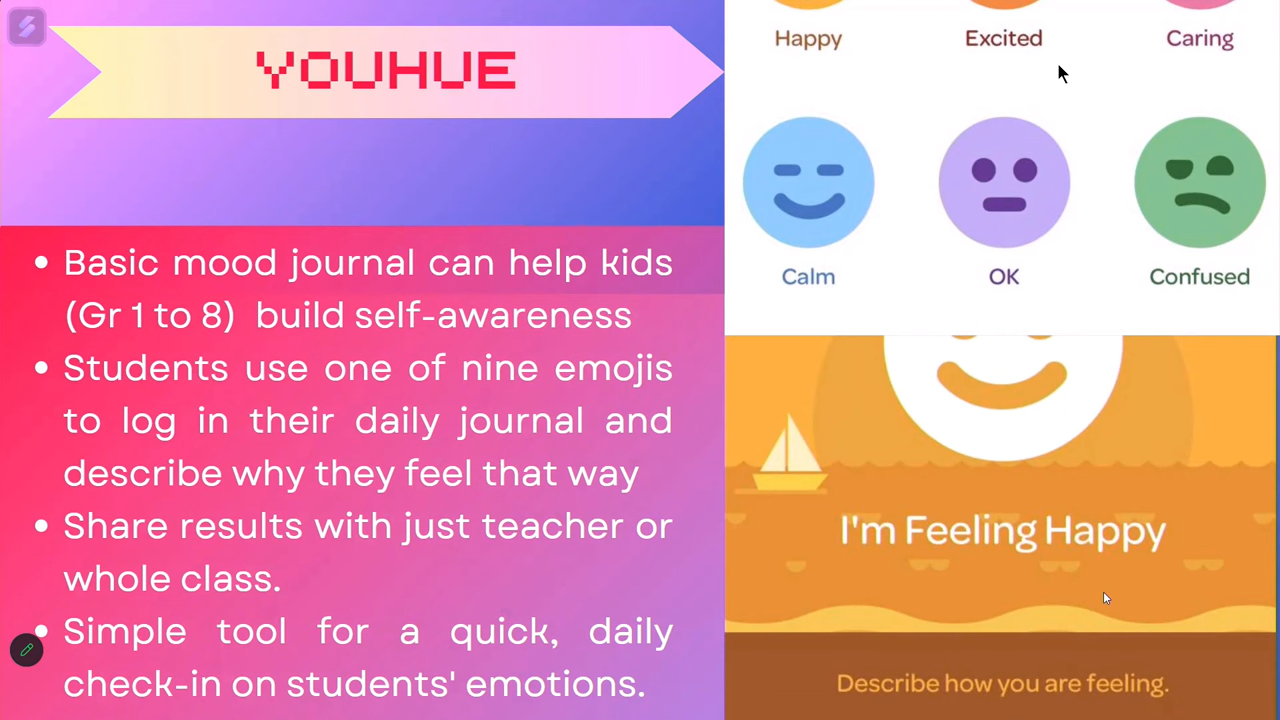 YOUHUE
• Basic mood journal can help kids
(Gr 1 to 8) build self-awareness
• Students use one of nine emojis
to log in their daily journal and
describe why they feel that way
• Share results with just teacher or
whole class.
• Simple tool for a quick, daily
check-in on students' emotions.
Happy Excited Caring
Calm OK Confused
I'm Feeling Happy
Describe how you are feeling.